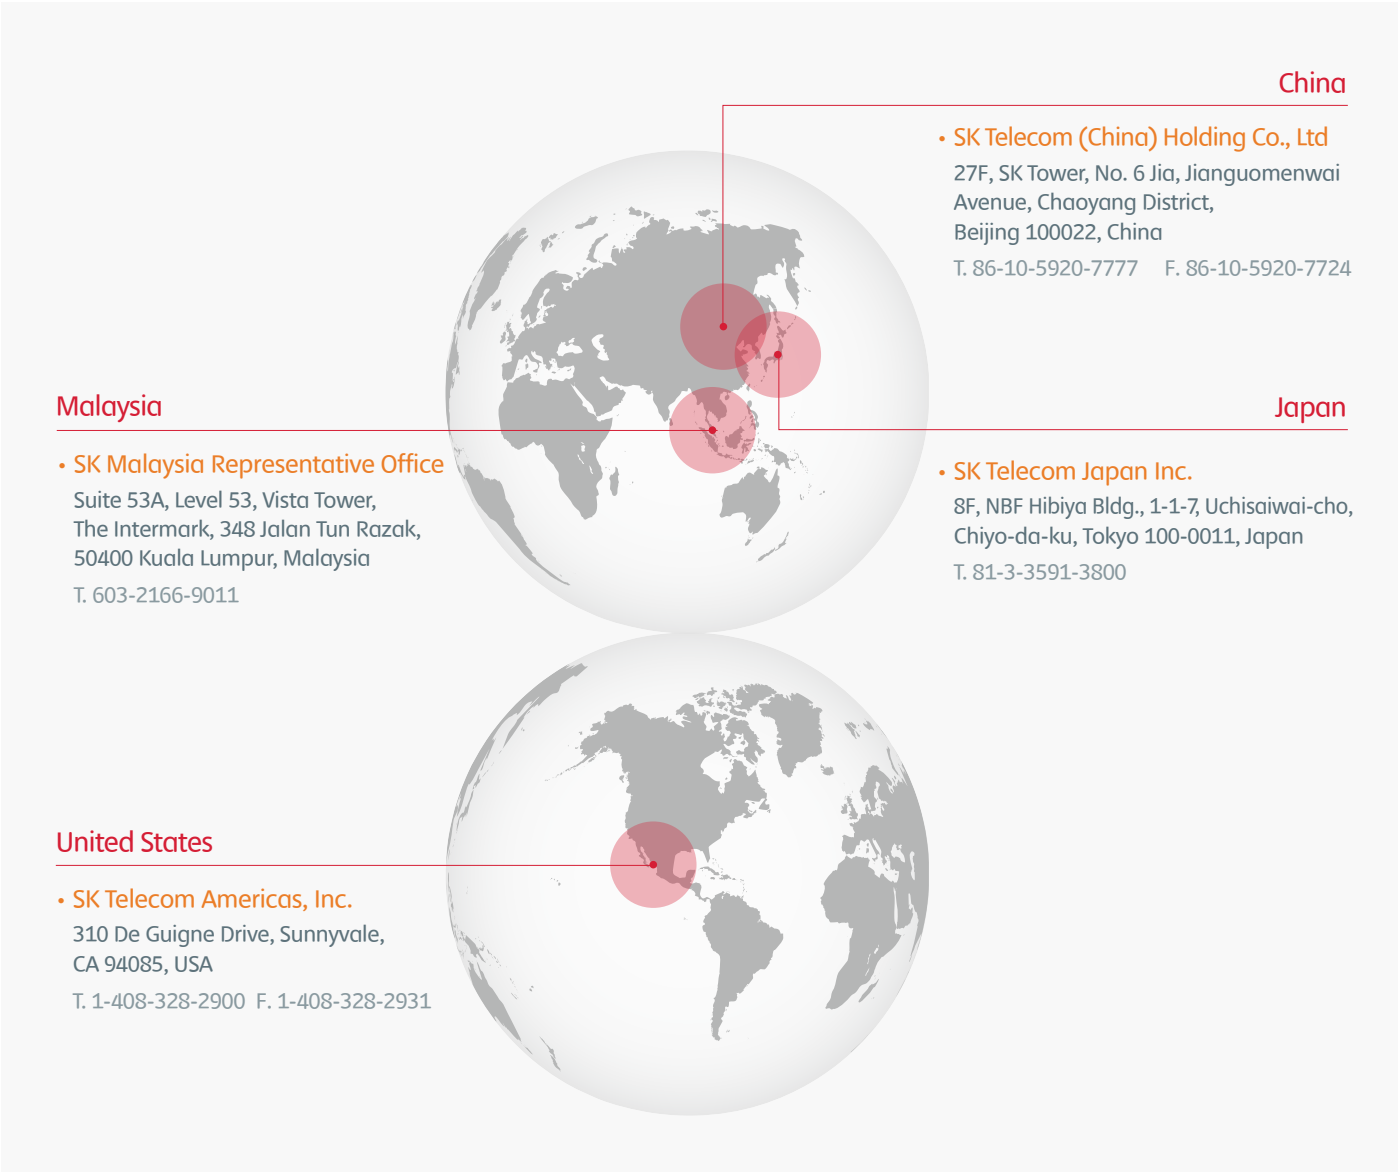 China
• SK Telecom (China) Holding Co., Ltd
27F, SK Tower, No. 6 Jia, Jianguomenwai
Avenue, Chaoyang District,
Beijing 100022, China
T. 86-10-5920-7777 F. 86-10-5920-7724
Malaysia
• SK Malaysia Representative Office
Suite 53A, Level 53, Vista Tower,
The Intermark, 348 Jalan Tun Razak,
50400 Kuala Lumpur, Malaysia
T. 603-2166-9011
Japan
• SK Telecom Japan Inc.
8F, NBF Hibiya Bldg., 1-1-7, Uchisaiwai-cho,
Chiyo-da-ku, Tokyo 100-0011, Japan
T. 81-3-3591-3800
United States
• SK Telecom Americas, Inc.
310 De Guigne Drive, Sunnyvale,
CA 94085, USA
T. 1-408-328-2900 F. 1-408-328-2931